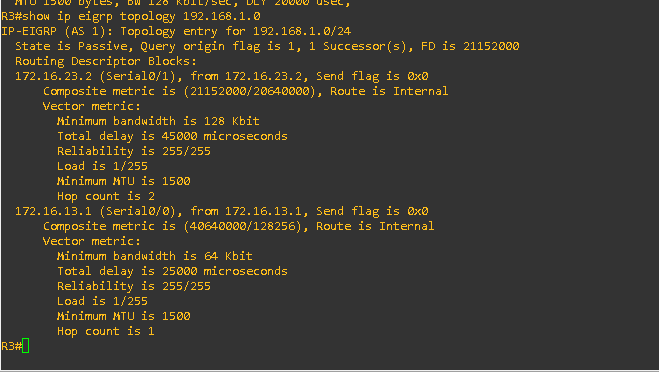 MTU 1500 bytes, BW 128 Kbit/sec, DLY 20000 usec,
R3#show ip eigrp topology 192.168.1.0
IP-EIGRP (AS 1): Topology entry for 192.168.1.0/24
State is Passive, Query origin flag is 1, 1 Successor(s), FD is 21152000
Routing Descriptor Blocks:
172.16.23.2 (Serial0/1), from 172.16.23.2, Send flag is 0x0
Composite metric is (21152000/20640000), Route is Internal
Vector metric:
Minimum bandwidth is 128 Kbit
Total delay is 45000 microseconds
Reliability is 255/255
Load is 1/255
Minimum MTU is 1500
Hop count is 2
172.16.13.1 (Serial0/0), from 172.16.13.1, Send flag is 0x0
Composite metric is (40640000/128256), Route is Internal
Vector metric:
Minimum bandwidth is 64 Kbit
Total delay is 25000 microseconds
Reliability is 255/255
Load is 1/255
Minimum MTU is 1500
Hop count is 1
R3#